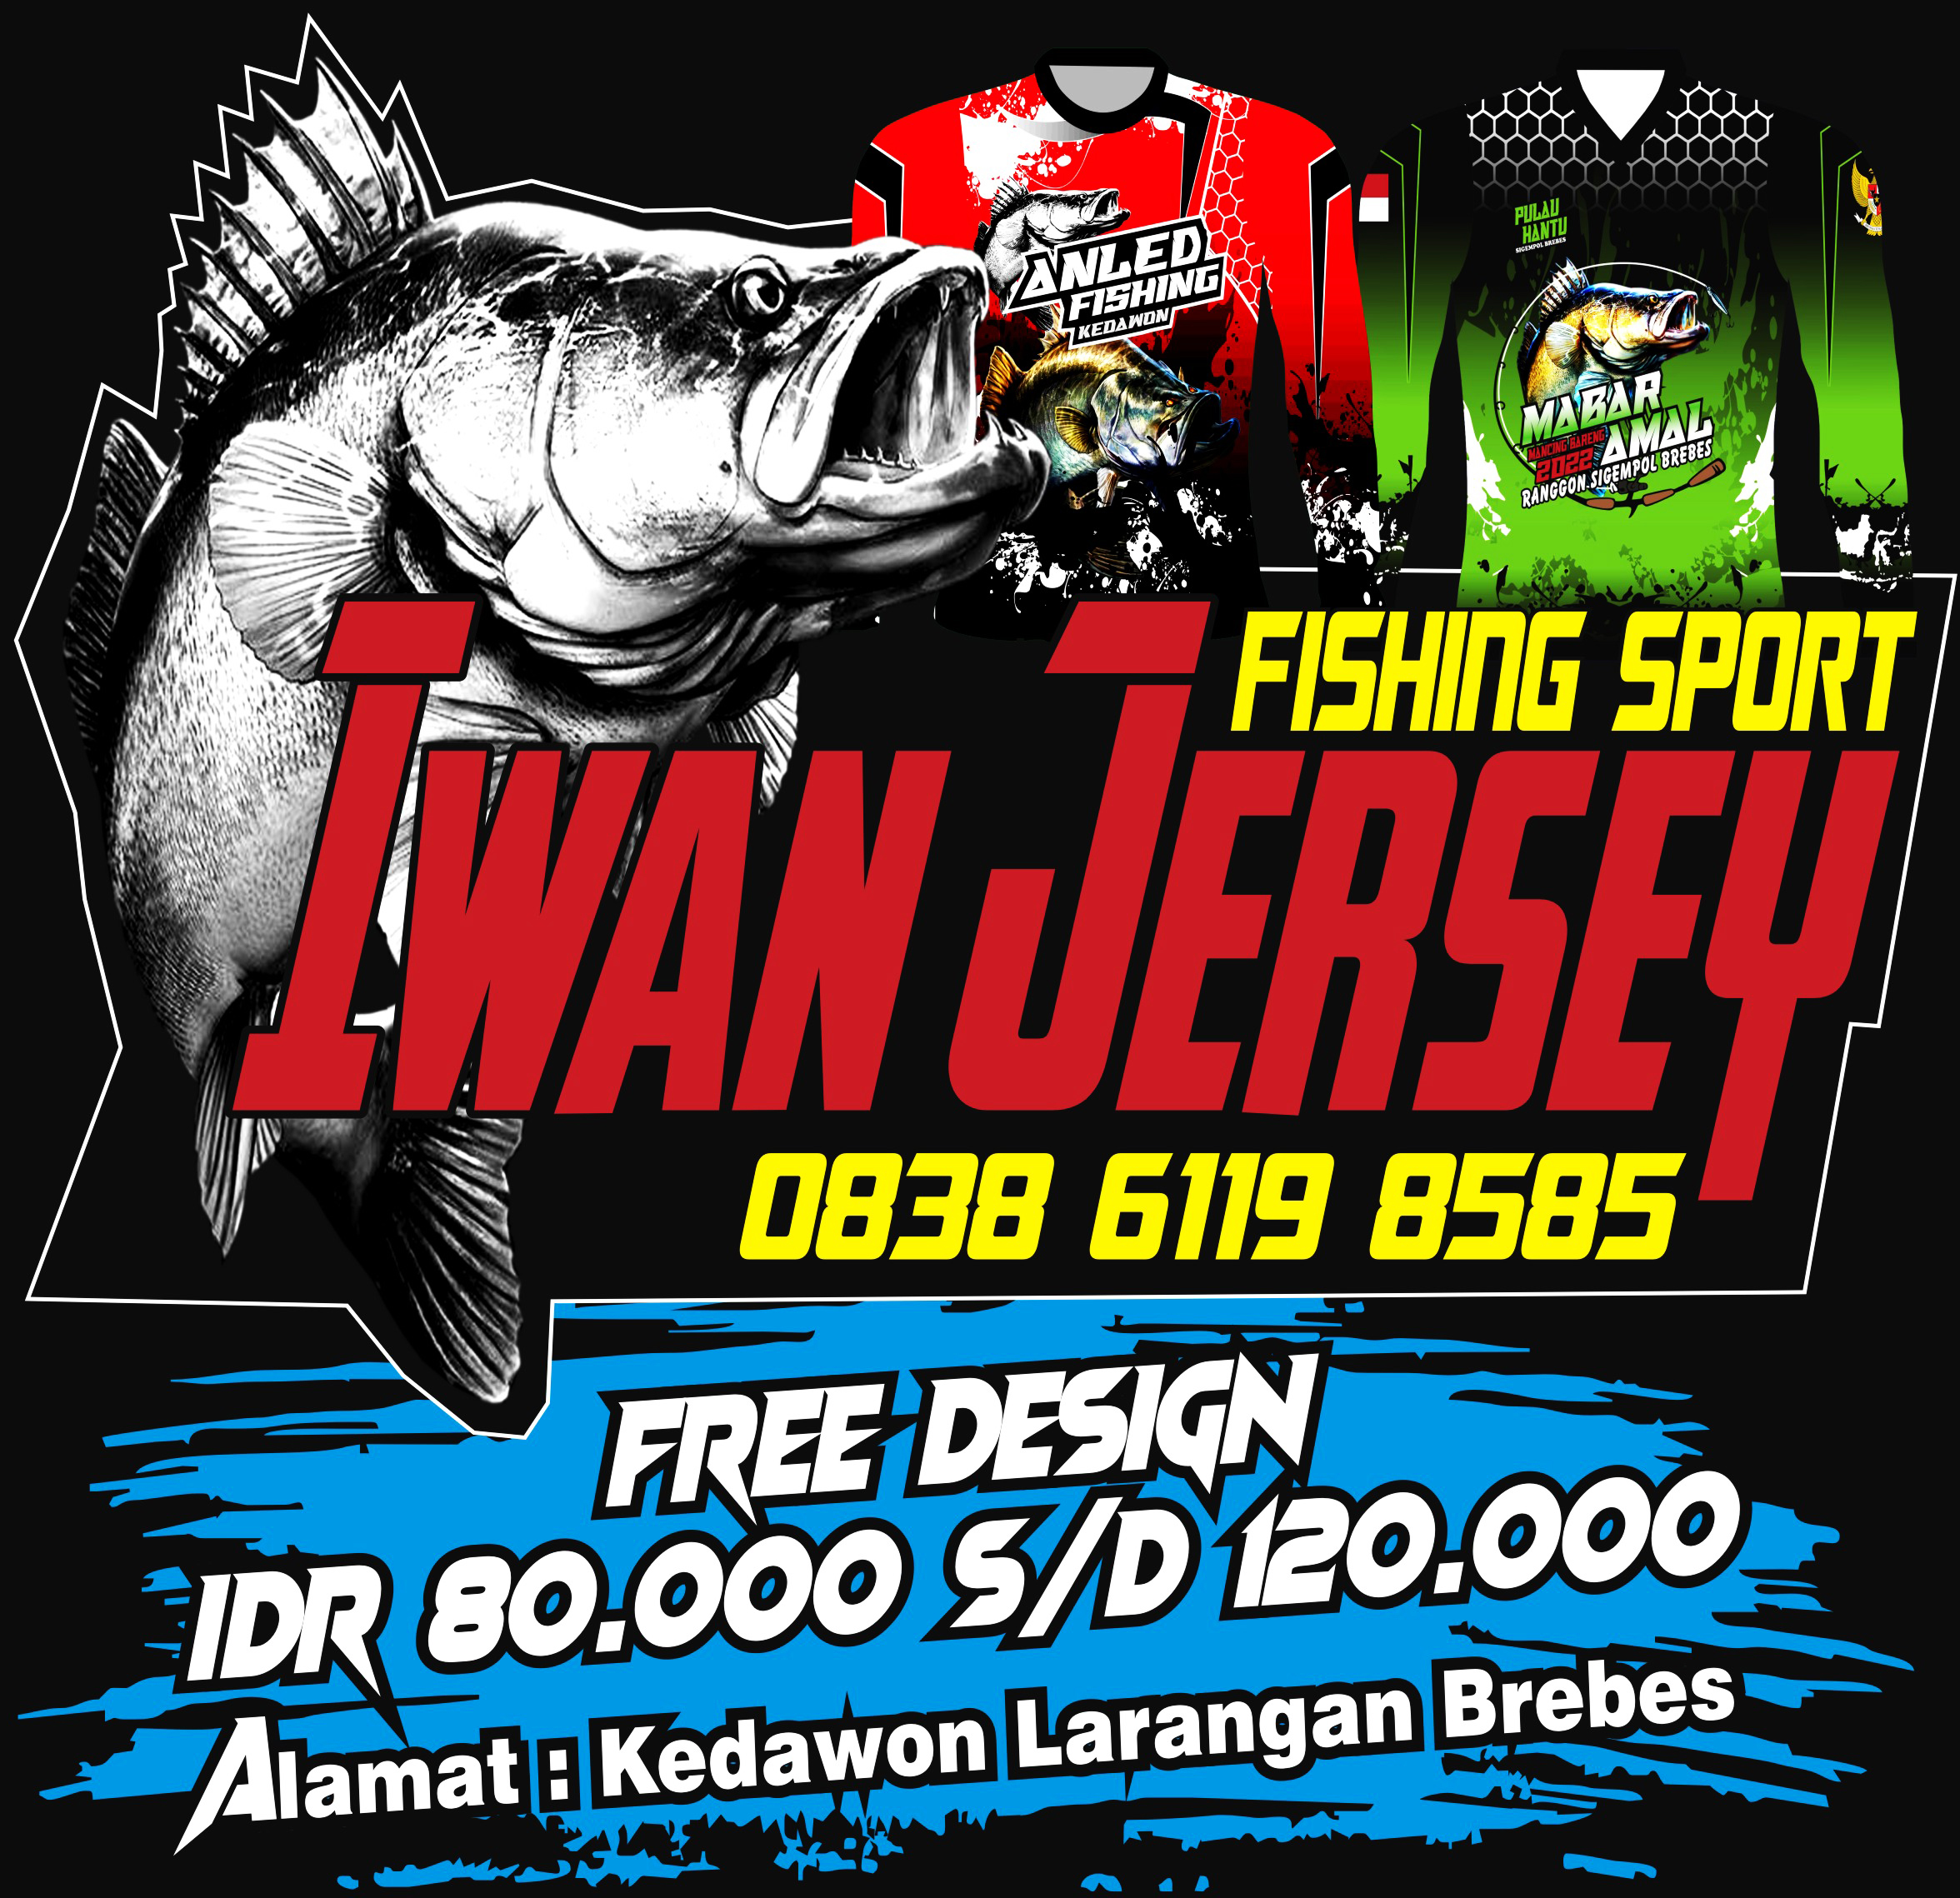 ANLED
FISHING
KEDAWON
PULAU
HANTU
SIGEMPOL BREBES
MABAR
MANCING BARENG
AMAL
2022
RANGGON SIGEMPOL BREBES
FISHING SPORT
IWAN JERSEY
0838 6119 8585
FREE DESIGN
IDR 80.000 S/D 120.000
Alamat : Kedawon Larangan Brebes